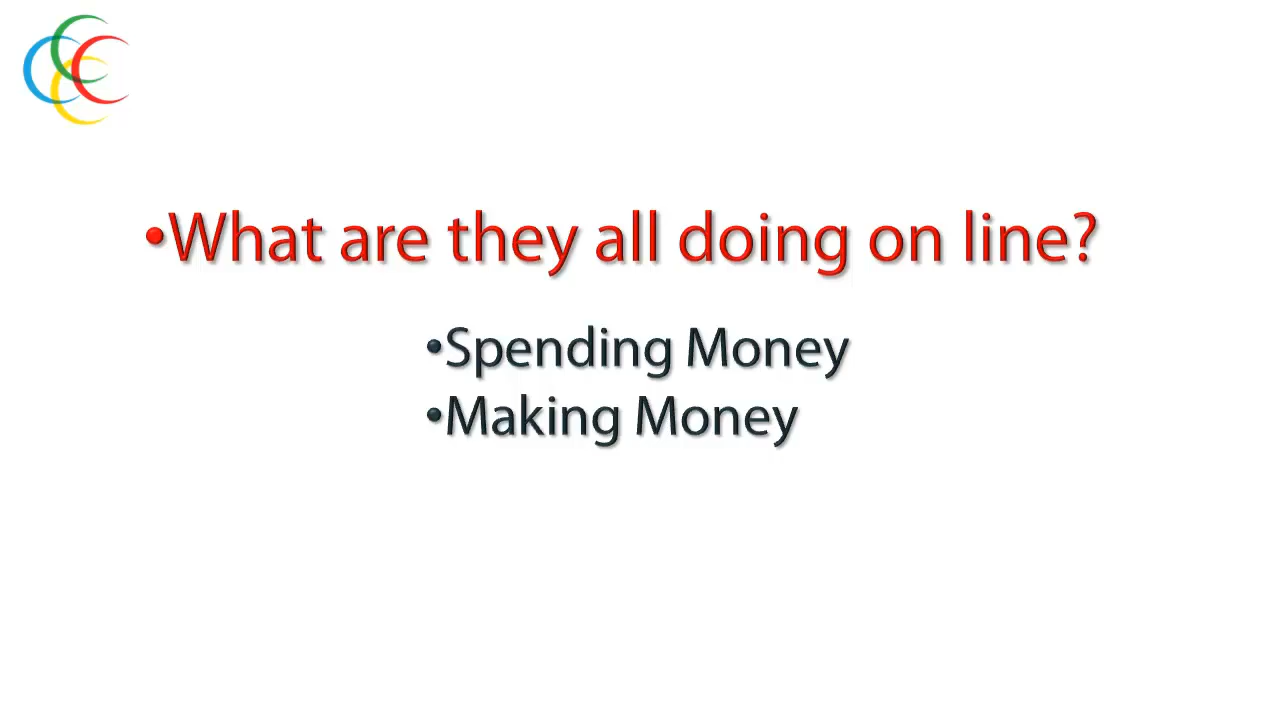 •What are they all doing on line?
•Spending Money
•Making Money